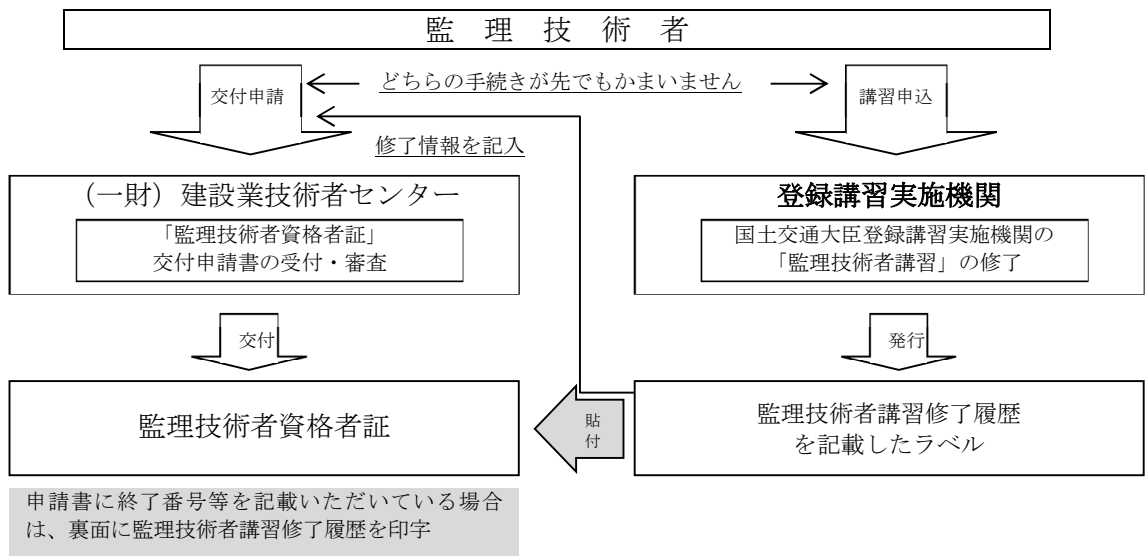 監理技術者
どちらの手続きが先でもかまいません
交付申請
講習申込
修了情報を記入
（一財）建設業技術者センター
「監理技術者資格者証」
交付申請書の受付・審査
登録講習実施機関
国土交通大臣登録講習実施機関の
「監理技術者講習」の修了
交付
発行
監理技術者資格者証
貼
付
監理技術者講習修了履歴
を記載したラベル
申請書に終了番号等を記載いただいている場合
は、裏面に監理技術者講習修了履歴を印字